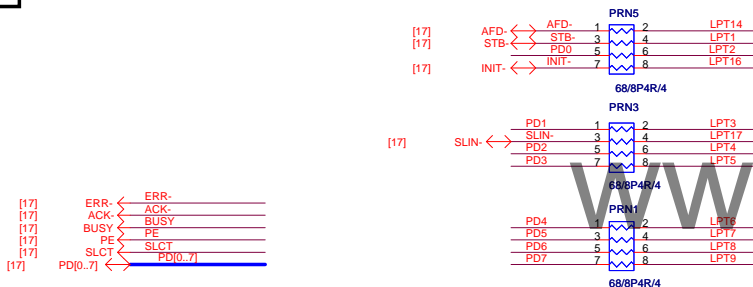 PRN5
[17] AFD- AFD- 1 2 LPT14
[17] STB- STB- 3 4 LPT1
PD0 5 6 LPT2
[17] INIT- INIT- 7 8 LPT16
68/8P4R/4
PRN3
PD1 1 2 LPT3
[17] SLIN- SLIN- 3 4 LPT17
PD2 5 6 LPT4
PD3 7 8 LPT5
68/8P4R/4
ww
PRN1
PD4 1 2 LPT6
PD5 3 4 LPT7
PD6 5 6 LPT8
PD7 7 8 LPT9
68/8P4R/4
[17] ERR- ERR-
[17] ACK- ACK-
[17] BUSY BUSY
[17] PE PE
[17] SLCT SLCT
[17] PD[0..7] PD[0..7]